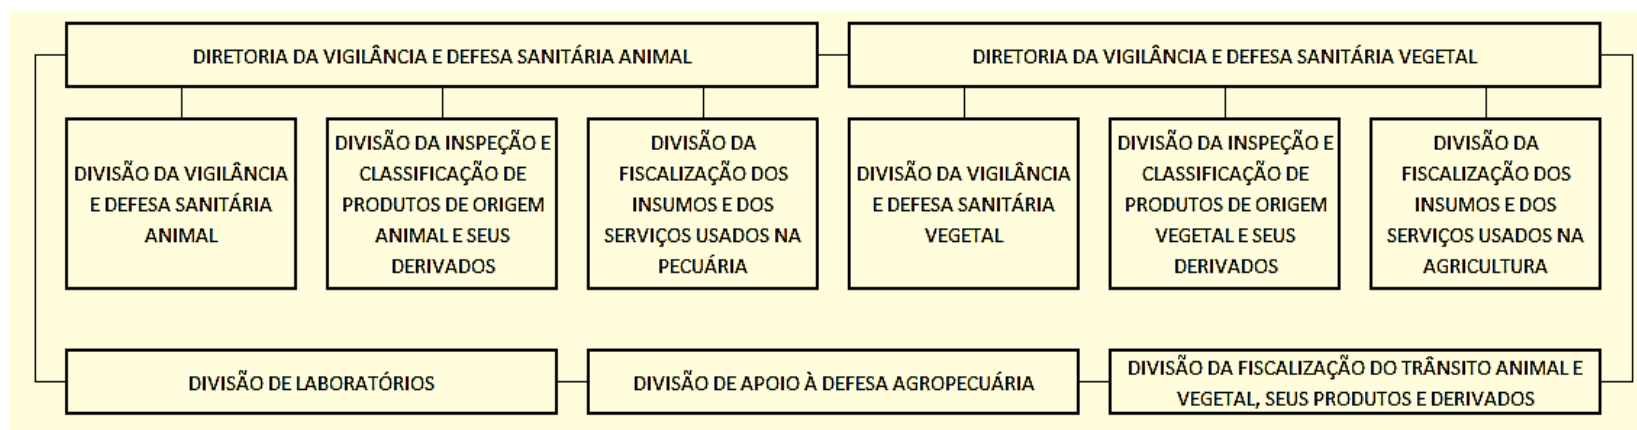 DIRETORIA DA VIGILÂNCIA E DEFESA SANITÁRIA ANIMAL
DIRETORIA DA VIGILÂNCIA E DEFESA SANITÁRIA VEGETAL
DIVISÃO DA VIGILÂNCIA
E DEFESA SANITÁRIA
ANIMAL
DIVISÃO DA INSPEÇÃO E
CLASSIFICAÇÃO DE
PRODUTOS DE ORIGEM
ANIMAL E SEUS
DERIVADOS
DIVISÃO DA
FISCALIZAÇÃO DOS
INSUMOS E DOS
SERVIÇOS USADOS NA
PECUÁRIA
DIVISÃO DA VIGILÂNCIA
E DEFESA SANITÁRIA
VEGETAL
DIVISÃO DA INSPEÇÃO E
CLASSIFICAÇÃO DE
PRODUTOS DE ORIGEM
VEGETAL E SEUS
DERIVADOS
DIVISÃO DA
FISCALIZAÇÃO DOS
INSUMOS E DOS
SERVIÇOS USADOS NA
AGRICULTURA
DIVISÃO DE LABORATÓRIOS
DIVISÃO DE APOIO À DEFESA AGROPECUÁRIA
DIVISÃO DA FISCALIZAÇÃO DO TRÂNSITO ANIMAL E
VEGETAL, SEUS PRODUTOS E DERIVADOS